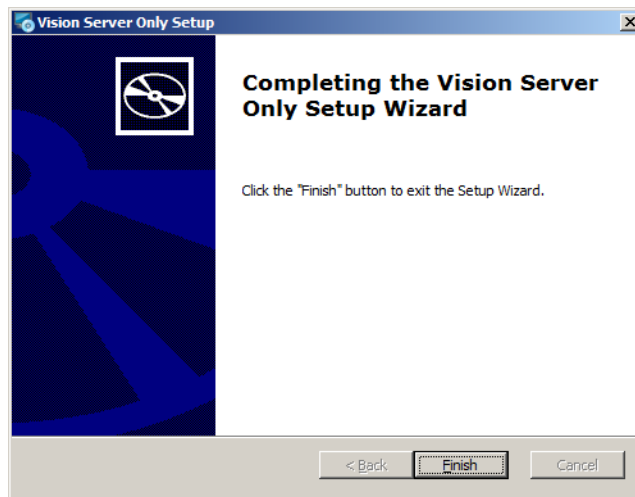 Vision Server Only Setup
Completing the Vision Server
Only Setup Wizard
Click the "Finish" button to exit the Setup Wizard.
< Back Finish Cancel